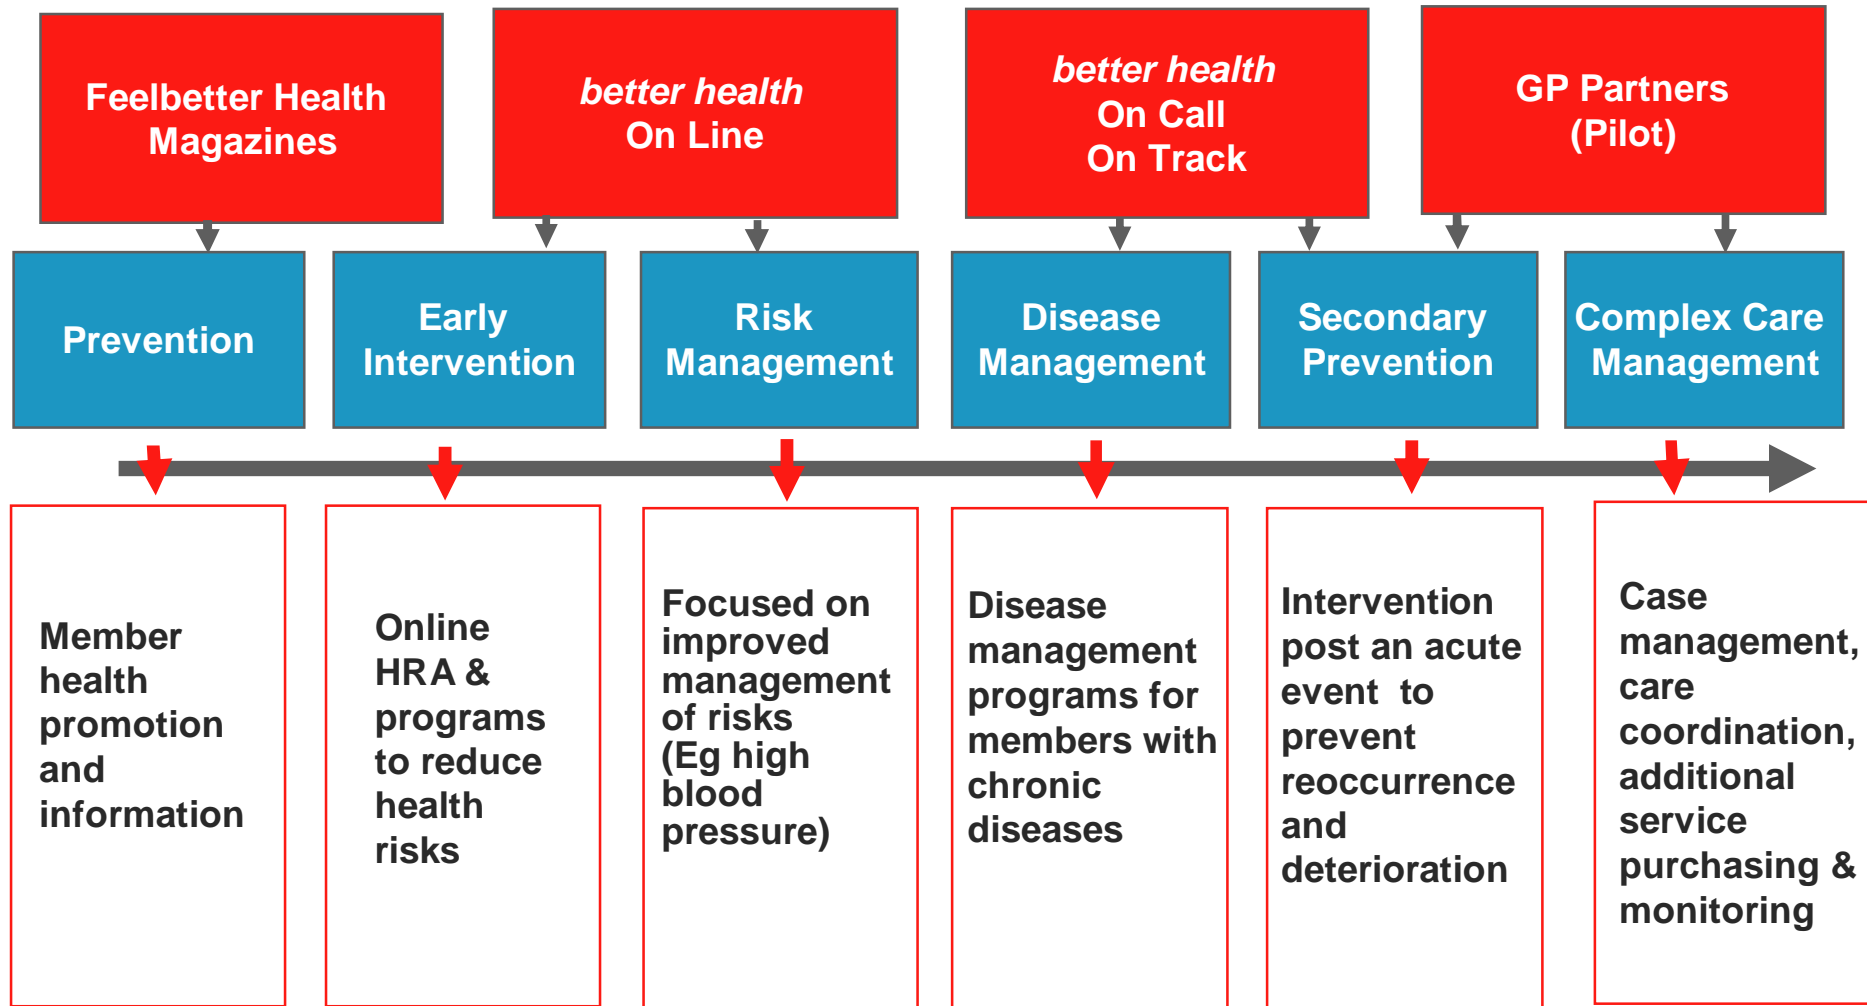 Feelbetter Health
Magazines
better health
On Line
better health
On Call
On Track
GP Partners
(Pilot)
Prevention
Early
Intervention
Risk
Management
Disease
Management
Secondary
Prevention
Complex Care
Management
Member
health
promotion
and
information
Online
HRA &
programs
to reduce
health
risks
Focused on
improved
management
of risks
(Eg high
blood
pressure)
Disease
management
programs for
members with
chronic
diseases
Intervention
post an acute
event to
prevent
reoccurrence
and
deterioration
Case
management,
care
coordination,
additional
service
purchasing &
monitoring